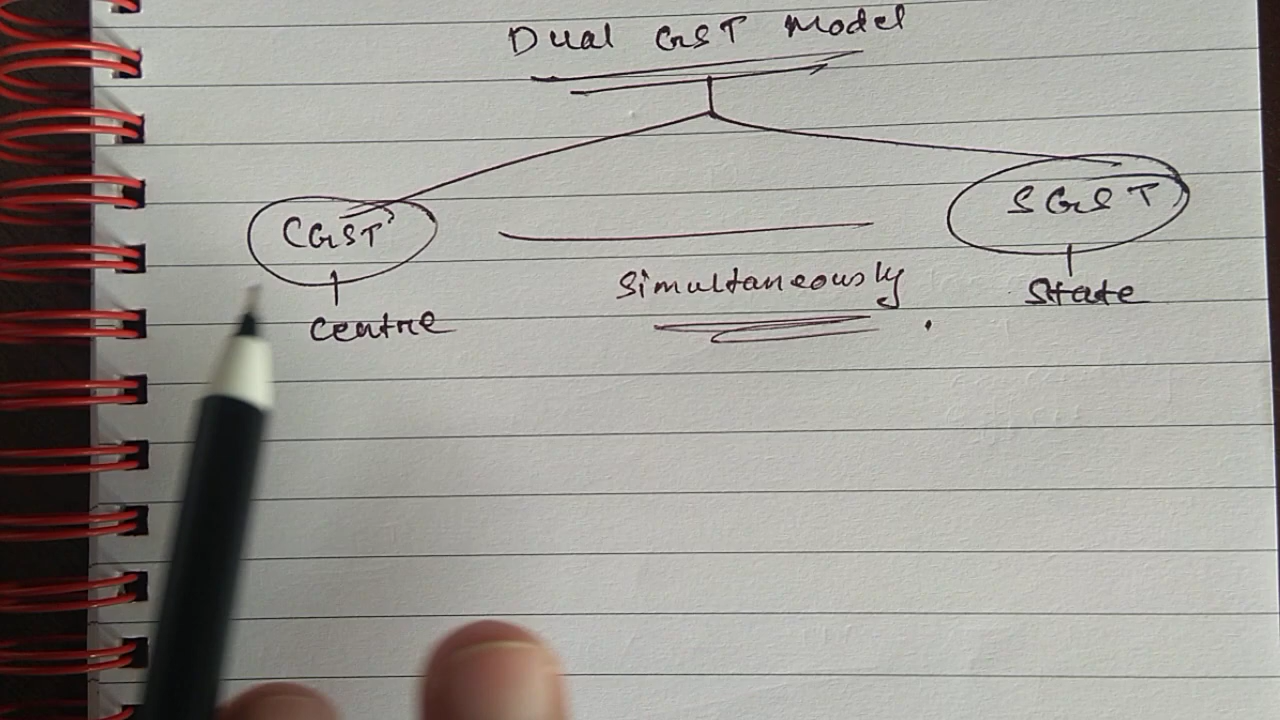 Dual GST Model
CGST
SGST
Simultaneously
State
Centre